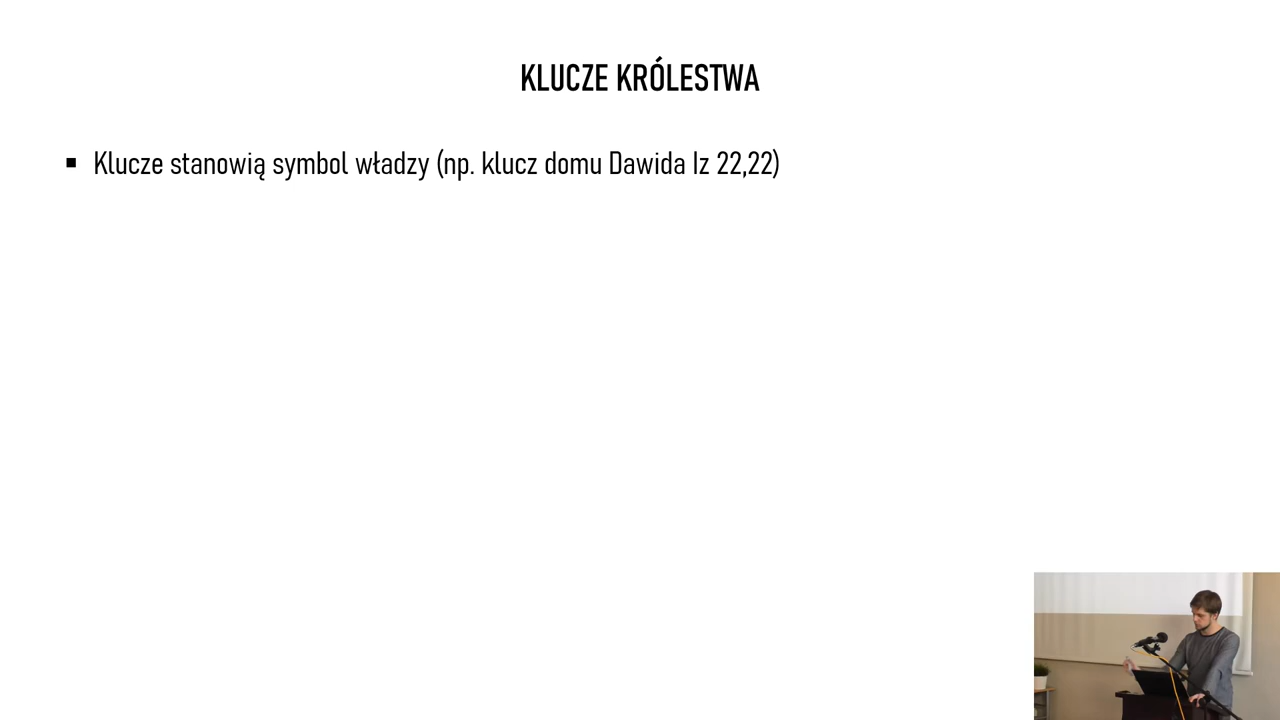 KLUCZE KRÓLESTWA
▪ Klucze stanowią symbol władzy (np. klucz domu Dawida Iz 22,22)